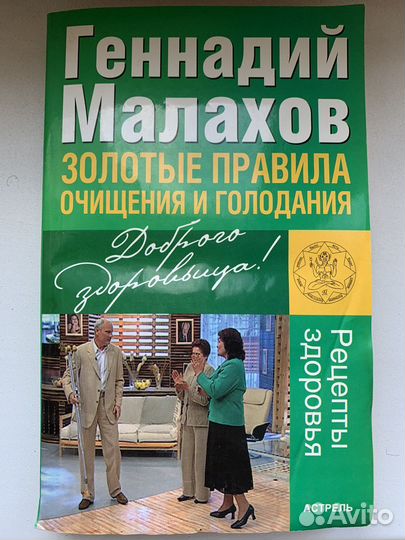 Геннадий
Малахов
ЗОЛОТЫЕ ПРАВИЛА
ОЧИЩЕНИЯ И ГОЛОДАНИЯ
Доброго
здоровьица!
Рецепты
здоровья
АСТРЕЛЬ
Avito